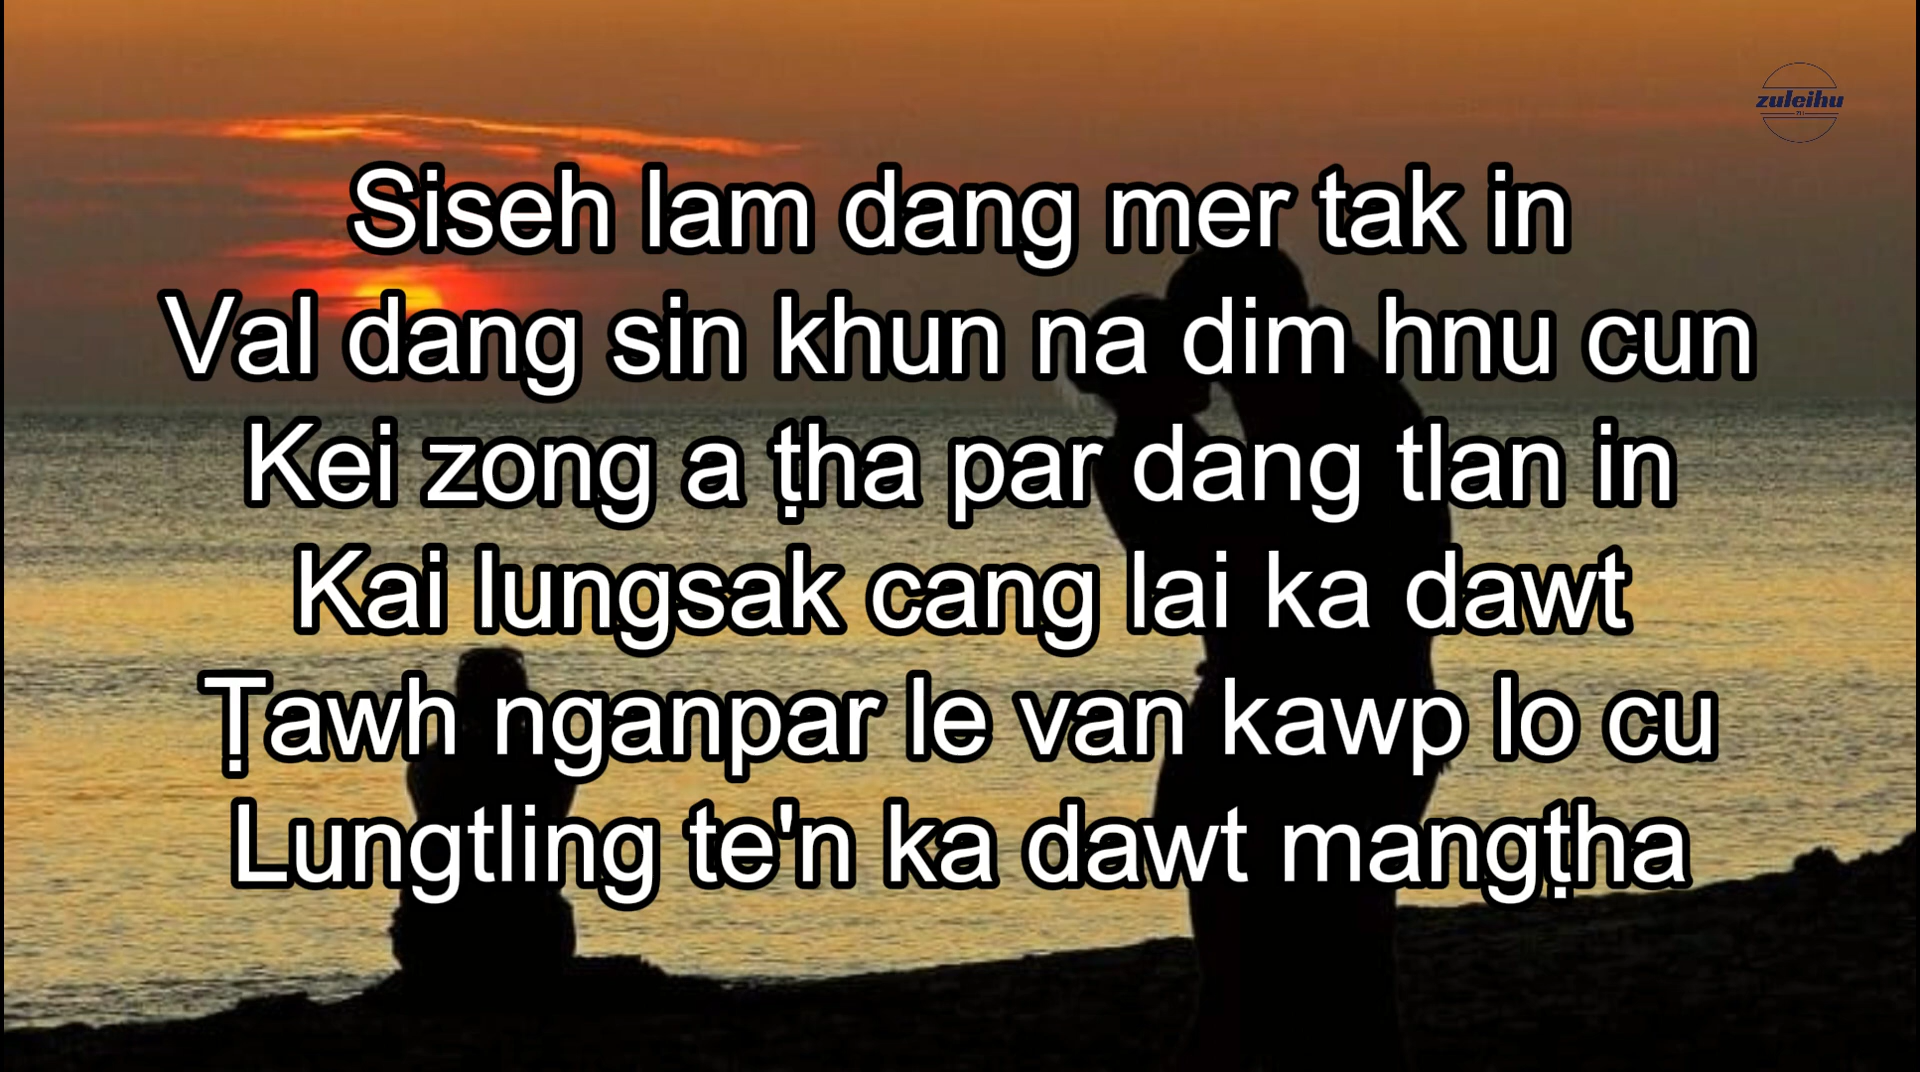 zuleihu
Siseh lam dang mer tak in
Val dang sin khun na dim hnu cun
Kei zong a ṭha par dang tlan in
Kai lungsak cang lai ka dawt
Ṭawh nganpar le van kawp lo cu
Lungtling te'n ka dawt mangṭha